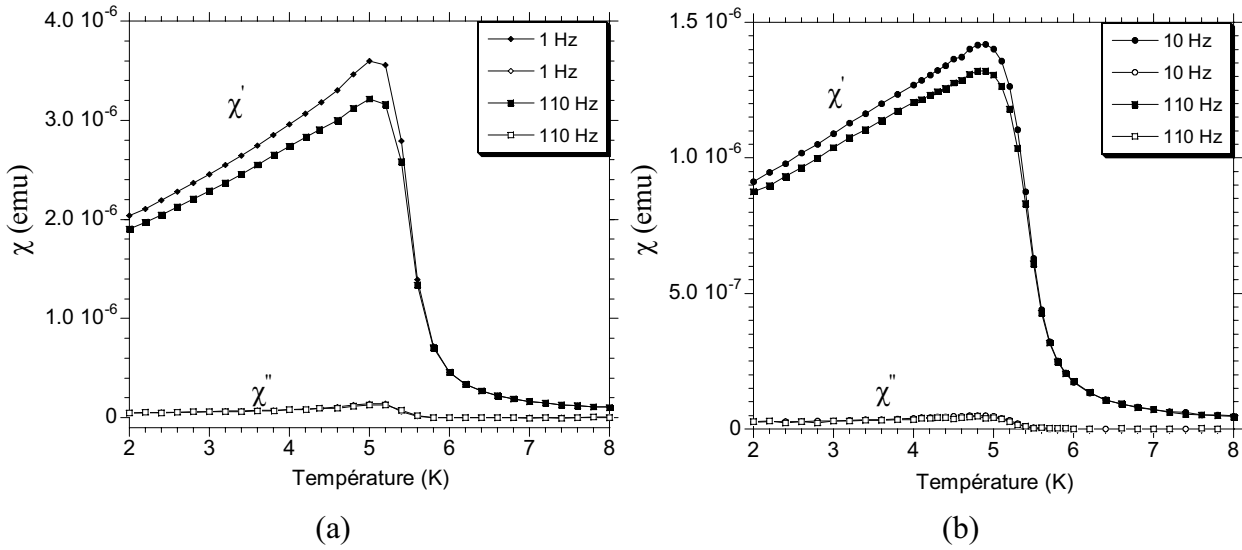 4.0 10-6
3.0 10-6
2.0 10-6
1.0 10-6
0
χ (emu)
χ'
χ"
1 Hz
1 Hz
110 Hz
110 Hz
2 3 4 5 6 7 8
Température (K)
(a)
1.5 10-6
1.0 10-6
5.0 10-7
0
χ (emu)
χ'
χ"
10 Hz
10 Hz
110 Hz
110 Hz
2 3 4 5 6 7 8
Température (K)
(b)